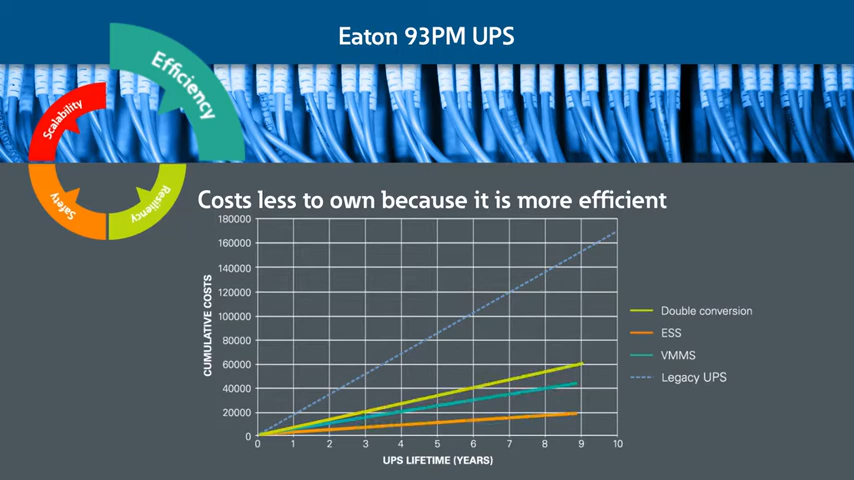 Eaton 93PM UPS
Efficiency
Scalability
Safety
Resiliency
Costs less to own because it is more efficient
CUMULATIVE COSTS
180000
160000
140000
120000
100000
80000
60000
40000
20000
0
0 1 2 3 4 5 6 7 8 9 10
UPS LIFETIME (YEARS)
Double conversion
ESS
VMMS
Legacy UPS